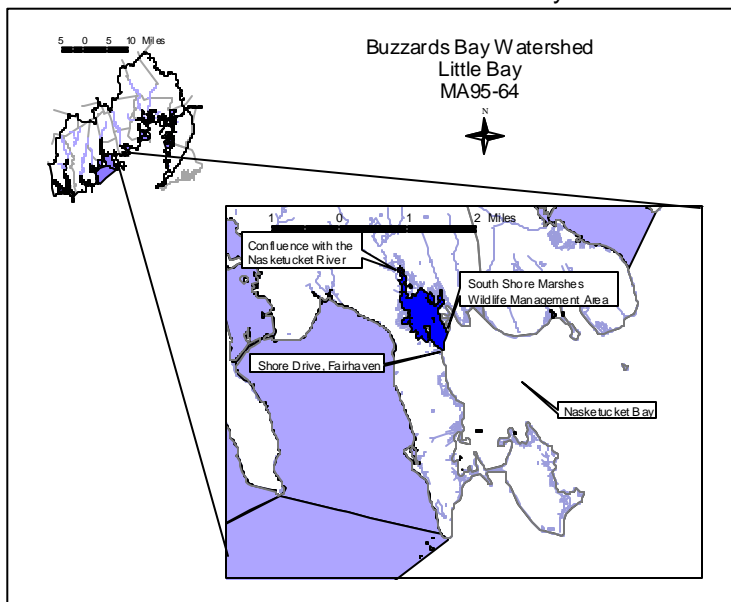 5 0 5 10 Miles
Buzzards Bay Watershed
Little Bay
MA95-64
N
1 0 1 2 Miles
Confluence with the
Nasketucket River
South Shore Marshes
Wildlife Management Area
Shore Drive, Fairhaven
Nasketucket Bay